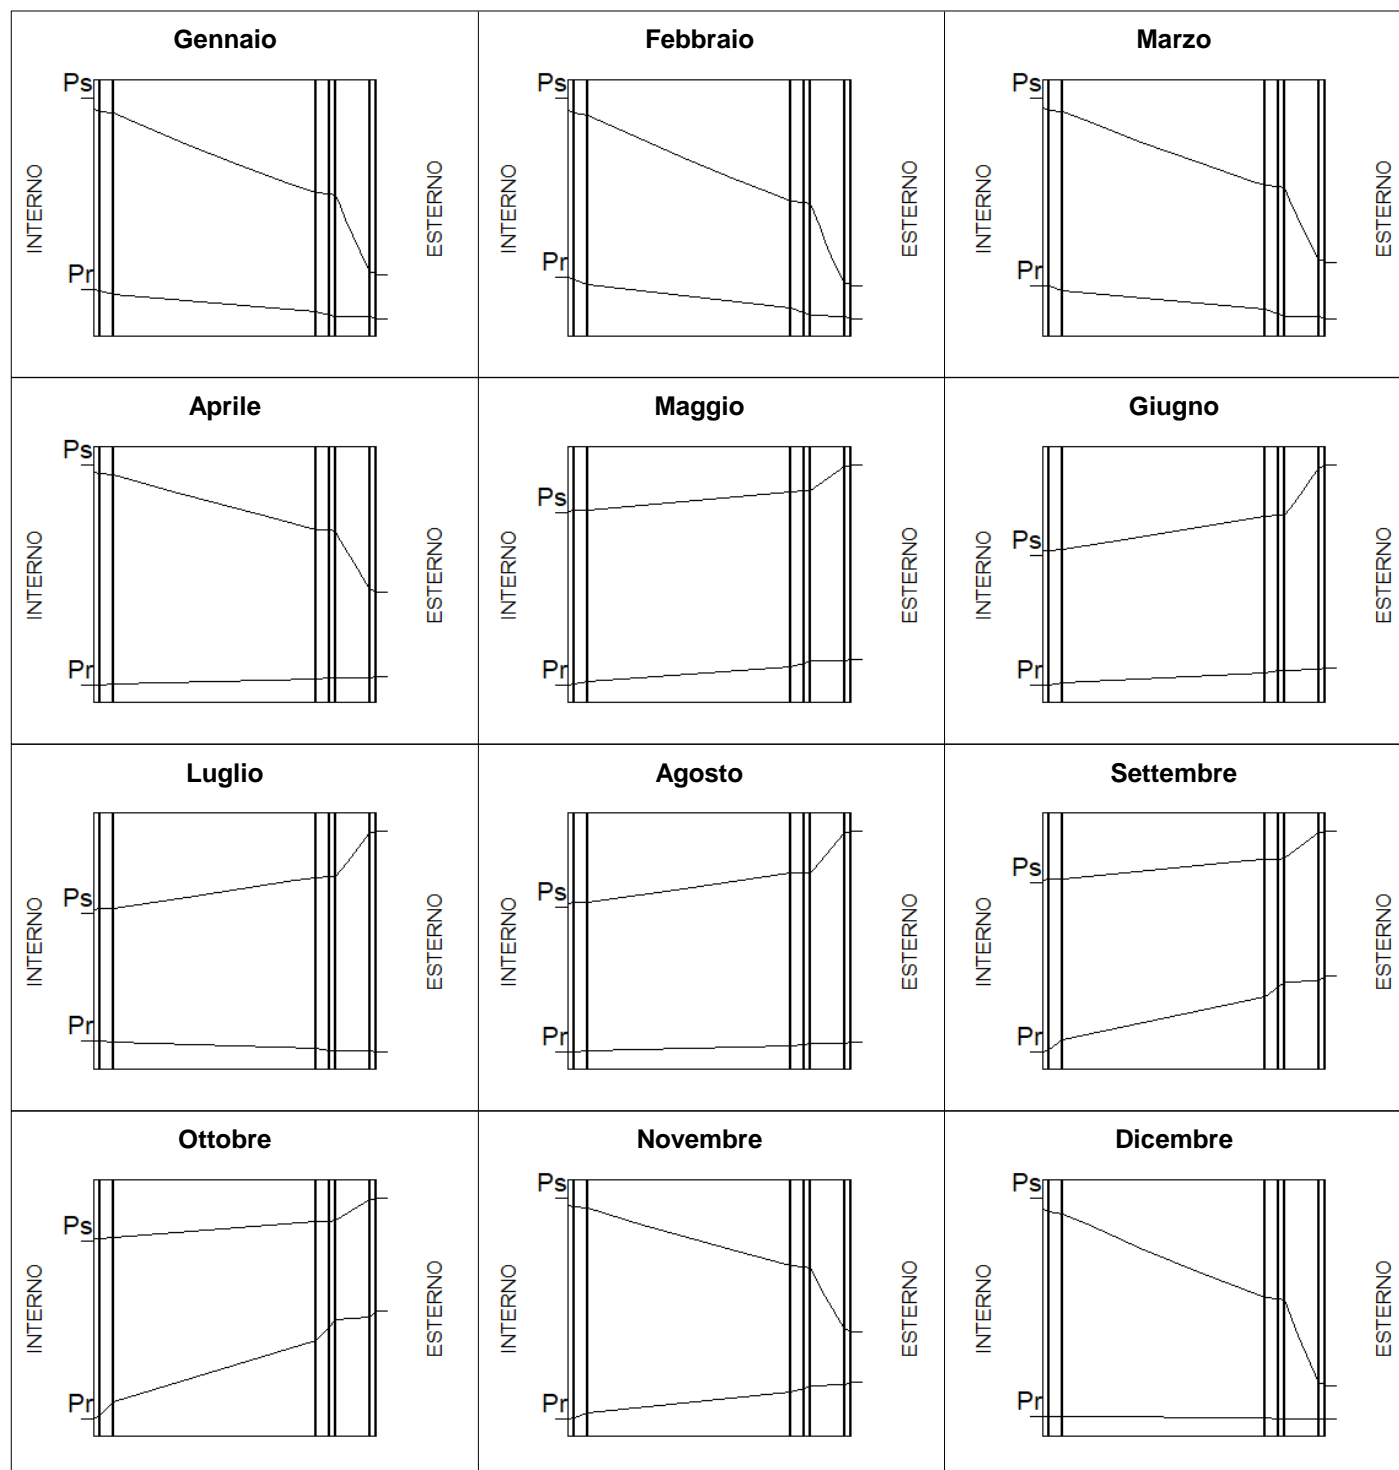 Gennaio
Ps
INTERNO
Pr
ESTERNO
Febbraio
Ps
INTERNO
Pr
ESTERNO
Marzo
Ps
INTERNO
Pr
ESTERNO
Aprile
Ps
INTERNO
Pr
ESTERNO
Maggio
Ps
INTERNO
Pr
ESTERNO
Giugno
Ps
INTERNO
Pr
ESTERNO
Luglio
Ps
INTERNO
Pr
ESTERNO
Agosto
Ps
INTERNO
Pr
ESTERNO
Settembre
Ps
INTERNO
Pr
ESTERNO
Ottobre
Ps
INTERNO
Pr
ESTERNO
Novembre
Ps
INTERNO
Pr
ESTERNO
Dicembre
Ps
INTERNO
Pr
ESTERNO